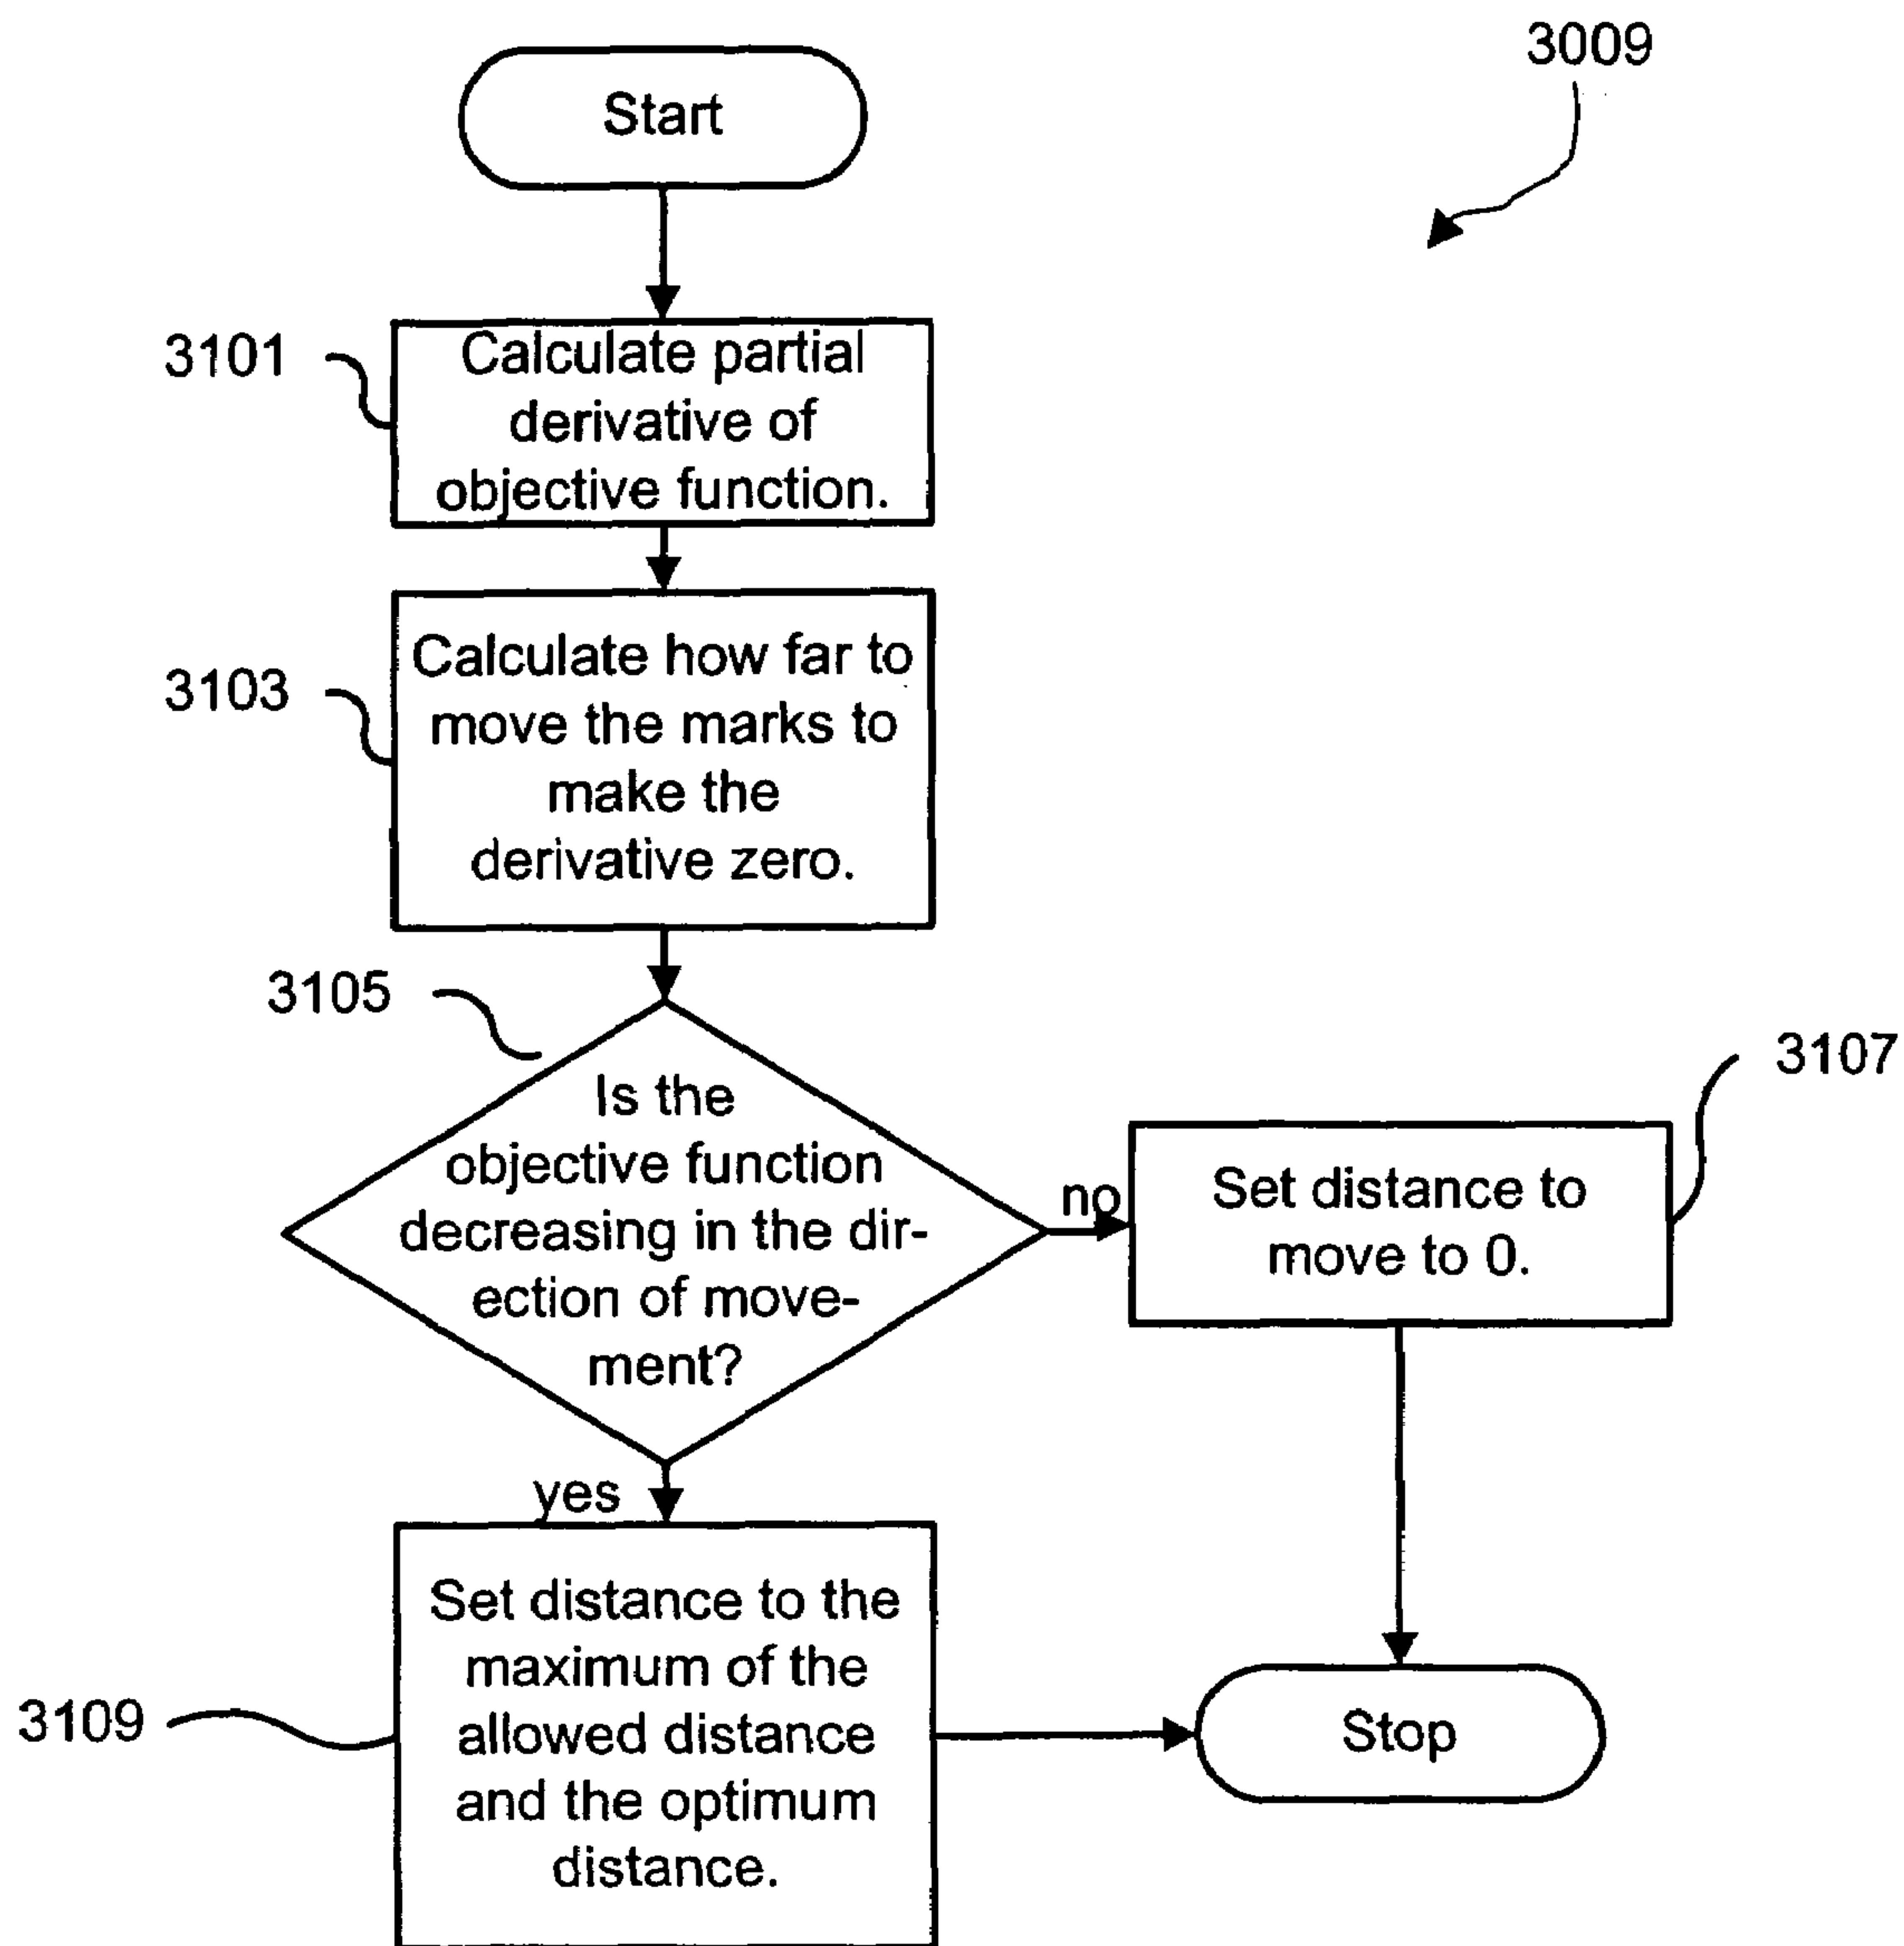 3009
Start
3101
Calculate partial
derivative of
objective function.
3103
Calculate how far to
move the marks to
make the
derivative zero.
3105
Is the
objective function
decreasing in the dir-
ection of move-
ment?
no
3107
Set distance to
move to 0.
yes
3109
Set distance to the
maximum of the
allowed distance
and the optimum
distance.
Stop